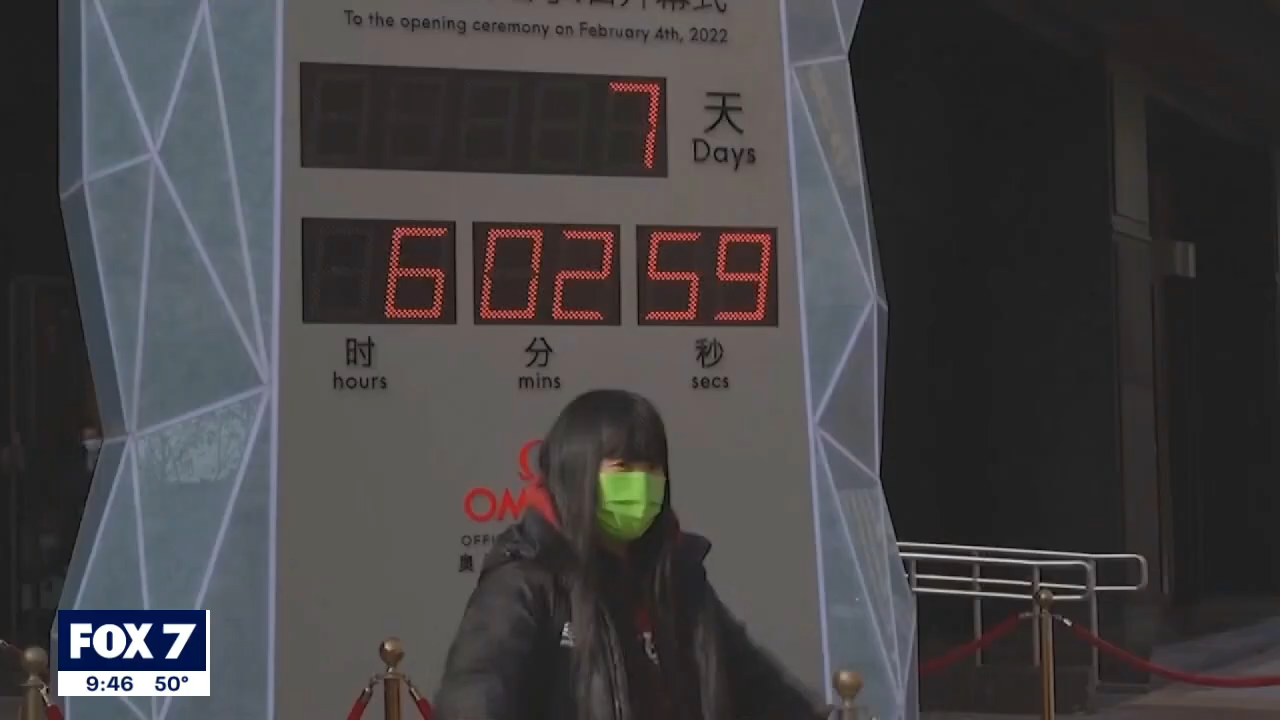 To the opening ceremony on February 4th, 2022
7 天
Days
6 02 59
时 分 秒
hours mins secs
FOX 7
9:46 50°